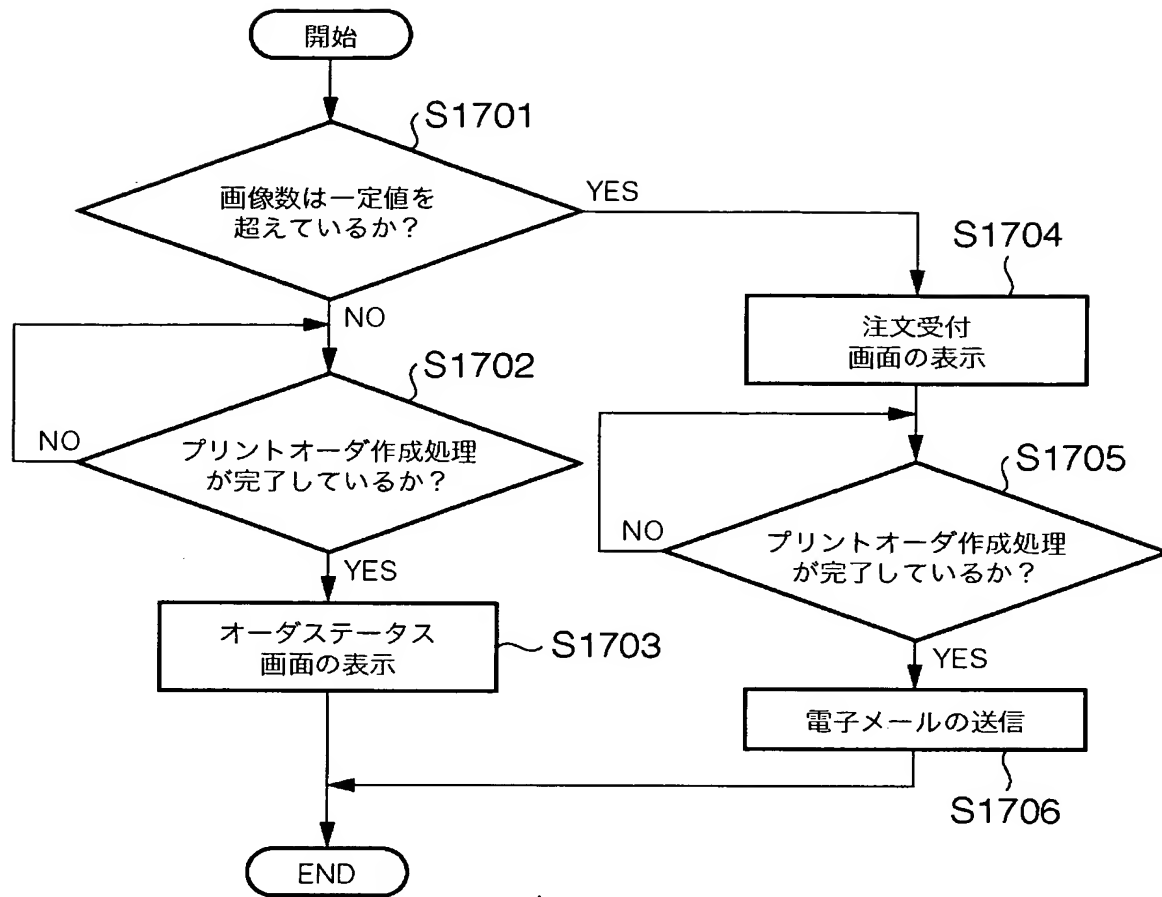 開始
S1701
画像数は一定値を
超えているか？
YES
NO
S1702
プリントオーダ作成処理
が完了しているか？
NO
YES
オーダステータス
画面の表示
S1703
S1704
注文受付
画面の表示
S1705
プリントオーダ作成処理
が完了しているか？
NO
YES
電子メールの送信
S1706
END